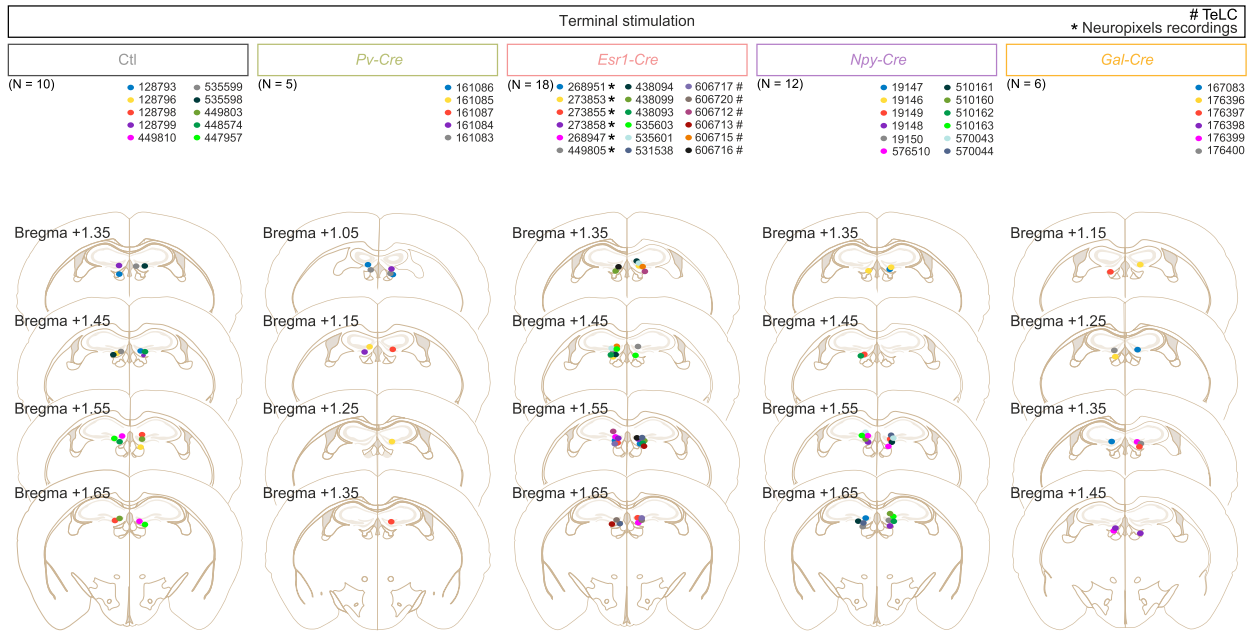 Terminal stimulation
# TeLC
* Neuropixels recordings
Ctl
(N = 10)
128793 535599
128796 535598
128798 449803
128799 448574
449810 447957
Pv-Cre
(N = 5)
161086
161085
161087
161084
161083
Esr1-Cre
(N = 18)
268951 * 438094 606717 #
273853 * 438099 606720 #
273855 * 438093 606712 #
273858 * 535603 606713 #
268947 * 535601 606715 #
449805 * 531538 606716 #
Npy-Cre
(N = 12)
19147 510161
19146 510160
19149 510162
19148 510163
19150 570043
576510 570044
Gal-Cre
(N = 6)
167083
176396
176397
176398
176399
176400
Bregma +1.35
Bregma +1.05
Bregma +1.35
Bregma +1.35
Bregma +1.15
Bregma +1.45
Bregma +1.15
Bregma +1.45
Bregma +1.45
Bregma +1.25
Bregma +1.55
Bregma +1.25
Bregma +1.55
Bregma +1.55
Bregma +1.35
Bregma +1.65
Bregma +1.35
Bregma +1.65
Bregma +1.65
Bregma +1.45